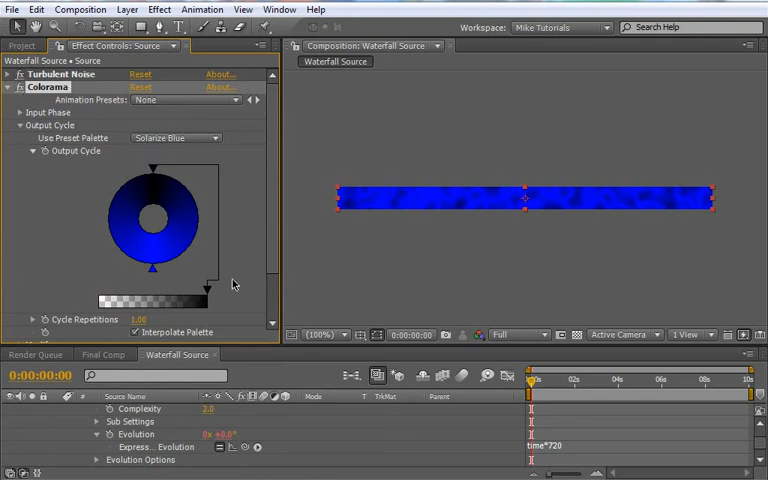 File Edit Composition Layer Effect Animation View Window Help
Workspace: Mike Tutorials Search Help
Project Effect Controls: Source Composition: Waterfall Source
Waterfall Source • Source Waterfall Source
fx Turbulent Noise Reset About...
fx Colorama Reset About...
Animation Presets: None
Input Phase
Output Cycle
Use Preset Palette Solarize Blue
Output Cycle
Cycle Repetitions 1.00
Interpolate Palette
(100%) 0:00:00:00 Full Active Camera 1 View
Render Queue Final Comp Waterfall Source
0:00:00:00 02s 04s 06s 08s 10s
# Source Name fx Mode T TrkMat Parent
Complexity 2.0
Sub Settings
Evolution 0x +0.0°
Express... Evolution time*720
Evolution Options